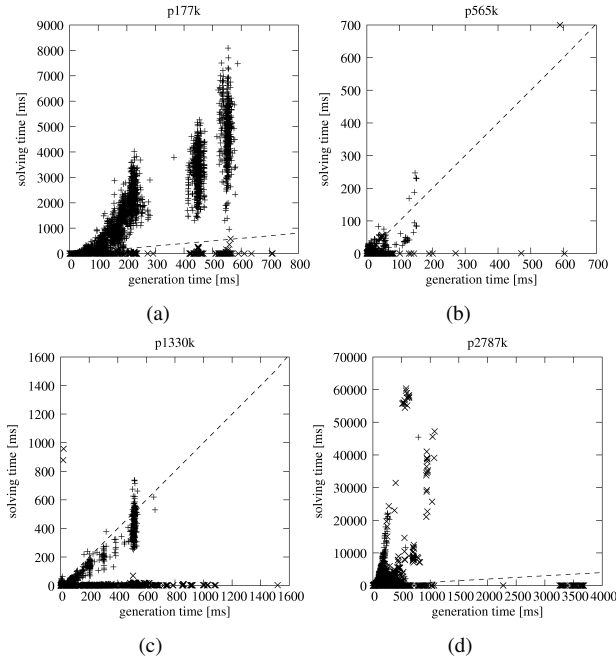 p177k
9000
8000
7000
6000
5000
4000
3000
2000
1000
0
solving time [ms]
0 100 200 300 400 500 600 700 800
generation time [ms]
(a)
p565k
700
600
500
400
300
200
100
0
solving time [ms]
0 100 200 300 400 500 600 700
generation time [ms]
(b)
p1330k
1600
1400
1200
1000
800
600
400
200
0
solving time [ms]
0 200 400 600 800 1000 1200 1400 1600
generation time [ms]
(c)
p2787k
70000
60000
50000
40000
30000
20000
10000
0
solving time [ms]
0 500 1000 1500 2000 2500 3000 3500 4000
generation time [ms]
(d)